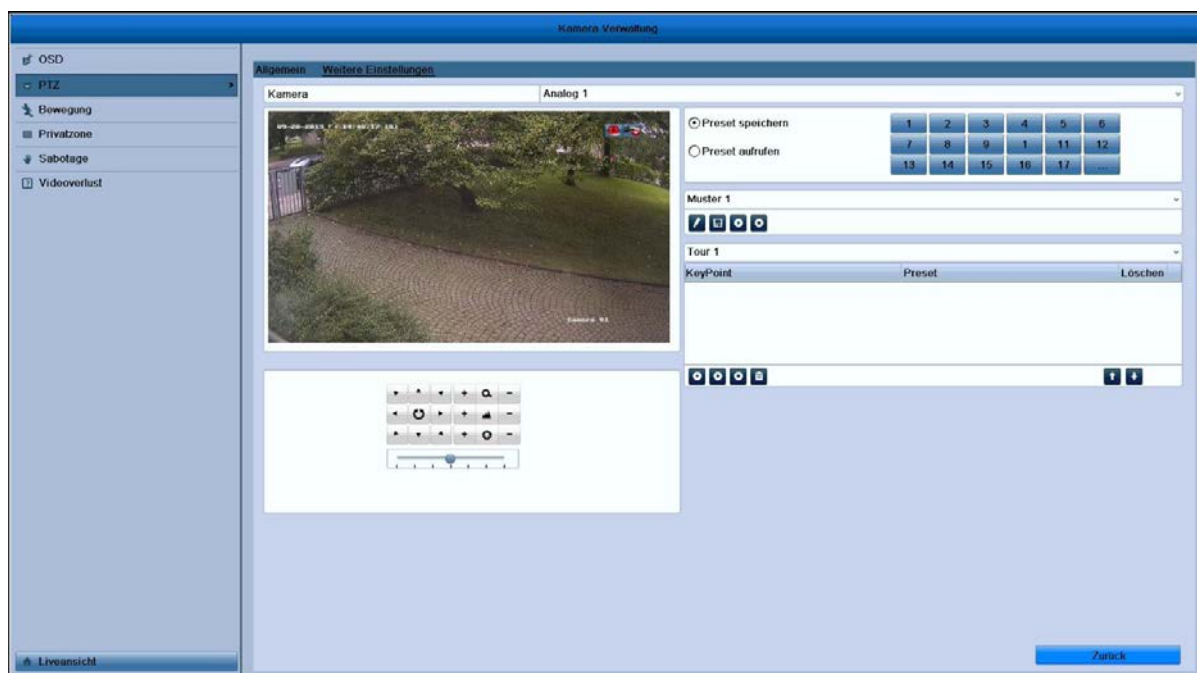 Kamera Verwaltung
OSD
PTZ
Bewegung
Privatzone
Sabotage
Videoverlust
Liveansicht
Allgemein Weitere Einstellungen
Kamera Analog 1
Kamera 01
Preset speichern
Preset aufrufen
1 2 3 4 5 6
7 8 9 1 11 12
13 14 15 16 17 ...
Muster 1
Tour 1
KeyPoint Preset Löschen
Zurück